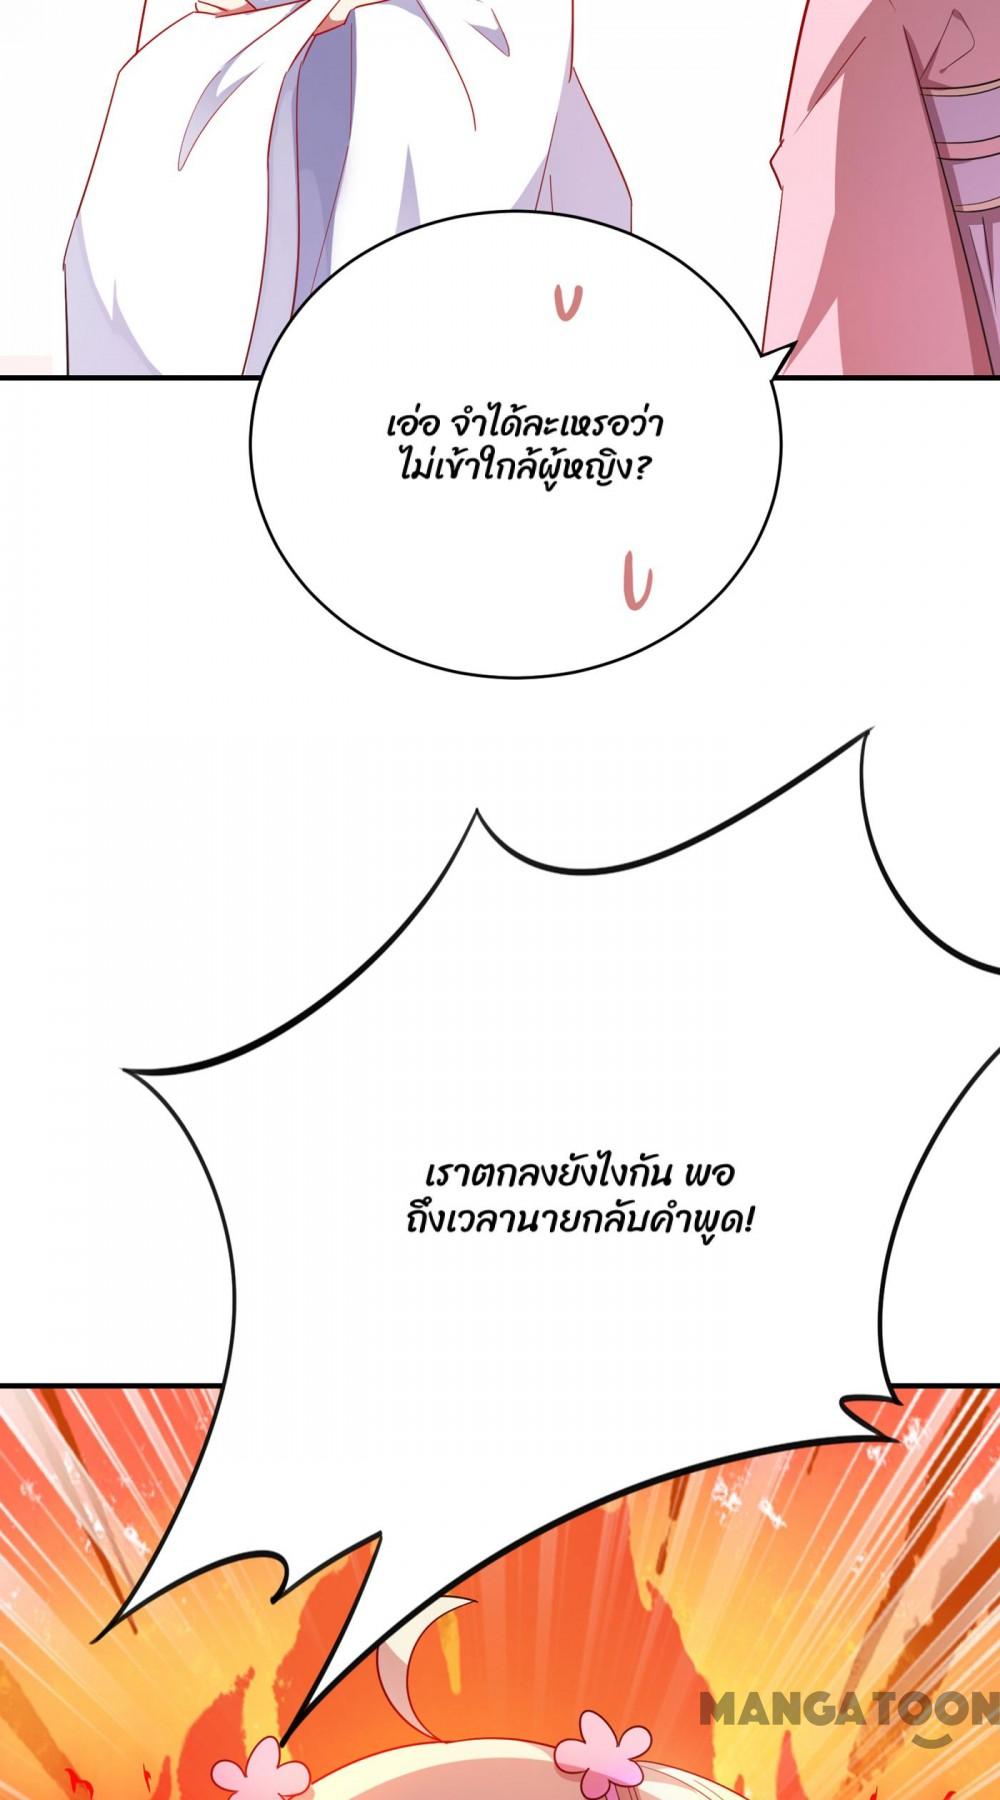 เอ่อ จำได้ละเหรอว่า
ไม่เข้าใกล้ผู้หญิง?
เราตกลงยังไงกัน พอ
ถึงเวลานายกลับคำพูด!
MANGATOON